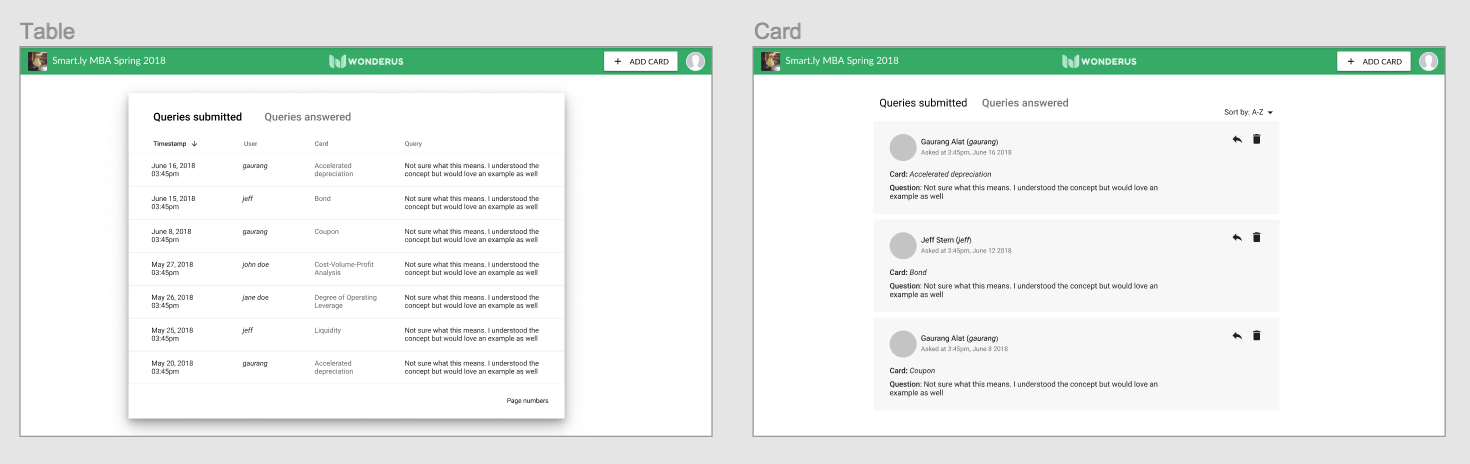 Table
Smart.ly MBA Spring 2018
WONDERUS
+ ADD CARD
Queries submitted Queries answered
Timestamp ↓ User Card Query
June 16, 2018 gaurang Accelerated Not sure what this means. I understood the
03:45pm depreciation concept but would love an example as well
June 15, 2018 jeff Bond Not sure what this means. I understood the
03:45pm concept but would love an example as well
June 8, 2018 gaurang Coupon Not sure what this means. I understood the
03:45pm concept but would love an example as well
May 27, 2018 john doe Cost-Volume-Profit Not sure what this means. I understood the
03:45pm Analysis concept but would love an example as well
May 26, 2018 jane doe Degree of Operating Not sure what this means. I understood the
03:45pm Leverage concept but would love an example as well
May 25, 2018 jeff Liquidity Not sure what this means. I understood the
03:45pm concept but would love an example as well
May 20, 2018 gaurang Accelerated Not sure what this means. I understood the
03:45pm depreciation concept but would love an example as well
Page numbers
Card
Smart.ly MBA Spring 2018
WONDERUS
+ ADD CARD
Queries submitted Queries answered
Sort by: A-Z
Gaurang Alat (gaurang)
Asked at 3:45pm, June 16 2018
Card: Accelerated depreciation
Question: Not sure what this means. I understood the concept but would love an
example as well
Jeff Stern (jeff)
Asked at 3:45pm, June 12 2018
Card: Bond
Question: Not sure what this means. I understood the concept but would love an
example as well
Gaurang Alat (gaurang)
Asked at 3:45pm, June 8 2018
Card: Coupon
Question: Not sure what this means. I understood the concept but would love an
example as well